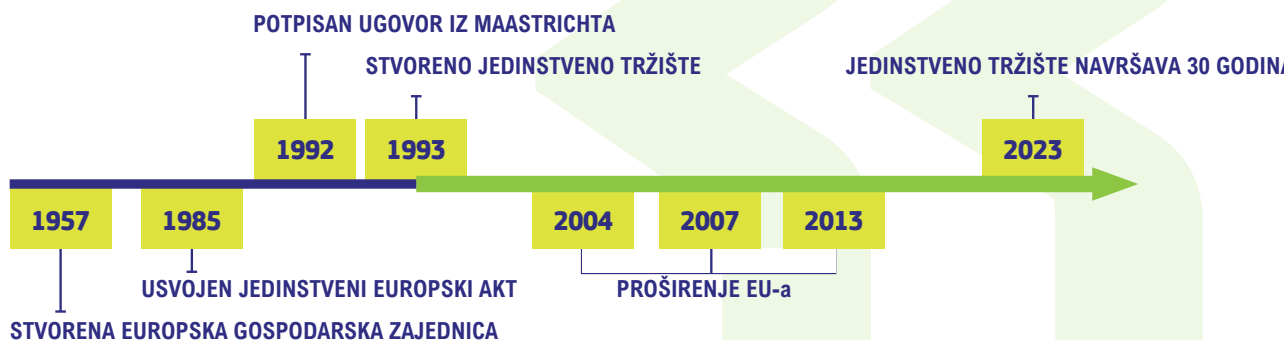 POTPISAN UGOVOR IZ MAASTRICHTA
STVORENO JEDINSTVENO TRŽIŠTE
JEDINSTVENO TRŽIŠTE NAVRŠAVA 30 GODINA
1992
1993
2023
1957
1985
2004
2007
2013
USVOJEN JEDINSTVENI EUROPSKI AKT
PROŠIRENJE EU-a
STVORENA EUROPSKA GOSPODARSKA ZAJEDNICA